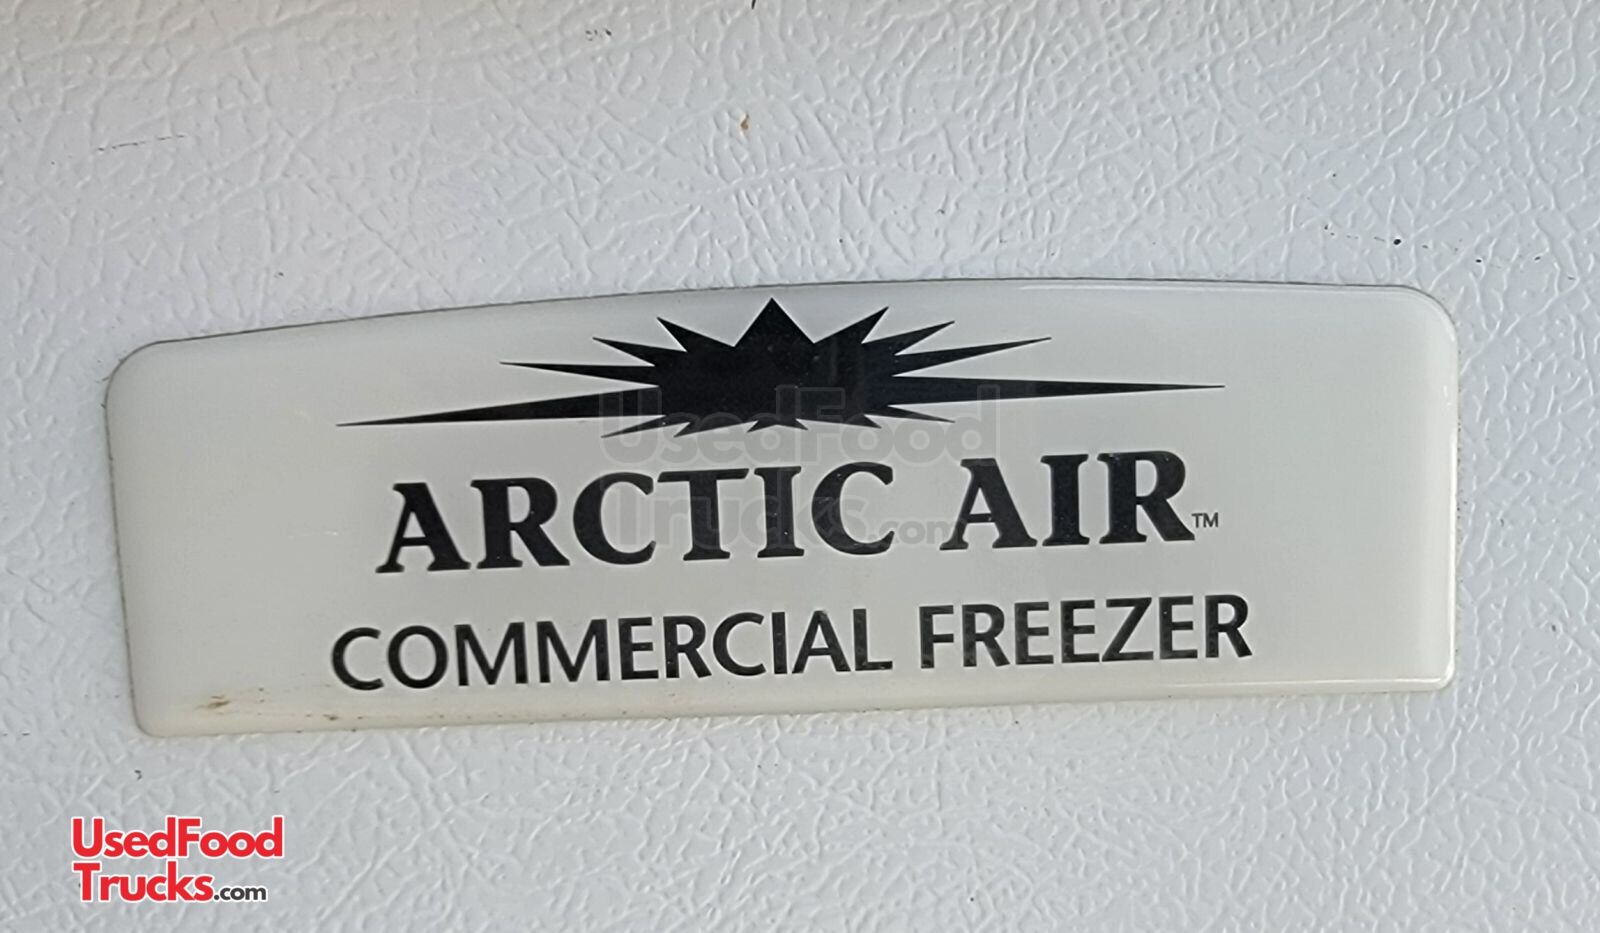 UsedFood
Trucks.com
ARCTIC AIR™
COMMERCIAL FREEZER
UsedFood
Trucks.com